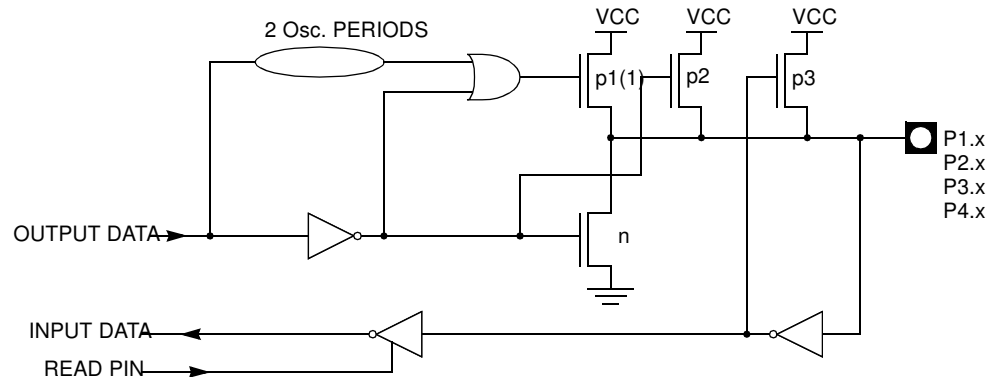 VCC VCC VCC
2 Osc. PERIODS
p1(1) p2 p3
P1.x
P2.x
P3.x
P4.x
OUTPUT DATA
n
INPUT DATA
READ PIN